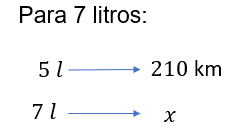 Para 7 litros:
5 l → 210 km
7 l → x